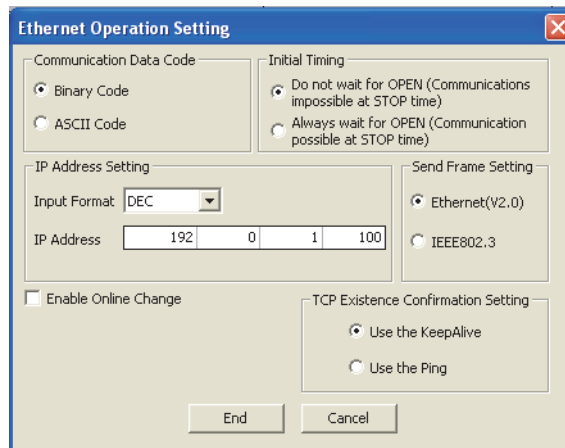 Ethernet Operation Setting
Communication Data Code
Binary Code
ASCII Code
Initial Timing
Do not wait for OPEN (Communications
impossible at STOP time)
Always wait for OPEN (Communication
possible at STOP time)
IP Address Setting
Input Format DEC
IP Address 192 0 1 100
Send Frame Setting
Ethernet(V2.0)
IEEE802.3
Enable Online Change
TCP Existence Confirmation Setting
Use the KeepAlive
Use the Ping
End Cancel